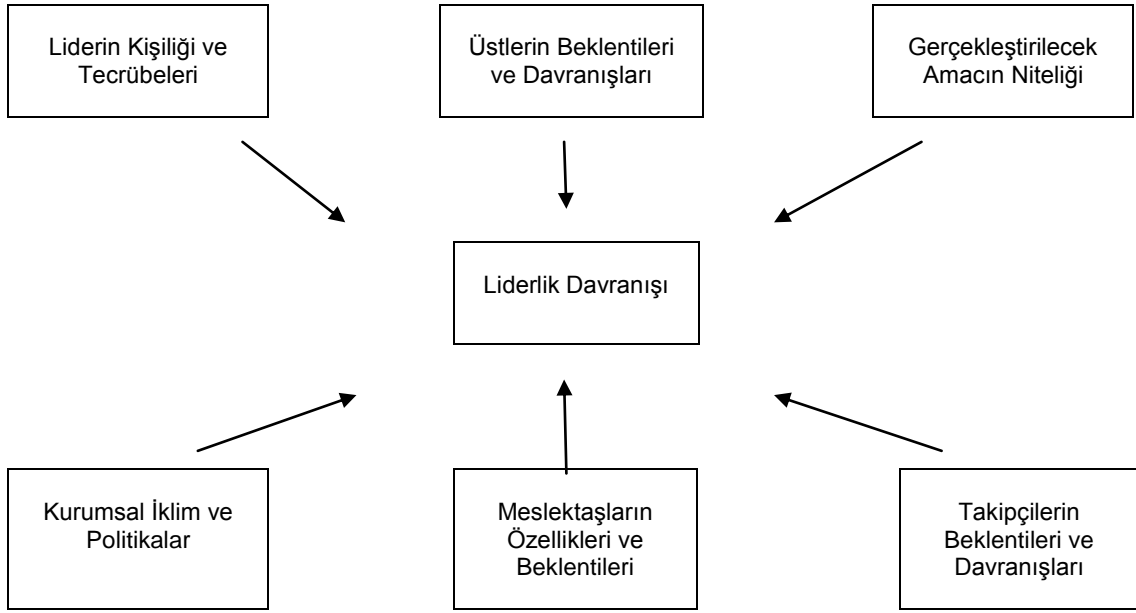 Liderin Kişiliği ve
Tecrübeleri
Üstlerin Beklentileri
ve Davranışları
Gerçekleştirilecek
Amacın Niteliği
Liderlik Davranışı
Kurumsal İklim ve
Politikalar
Meslektaşların
Özellikleri ve
Beklentileri
Takipçilerin
Beklentileri ve
Davranışları